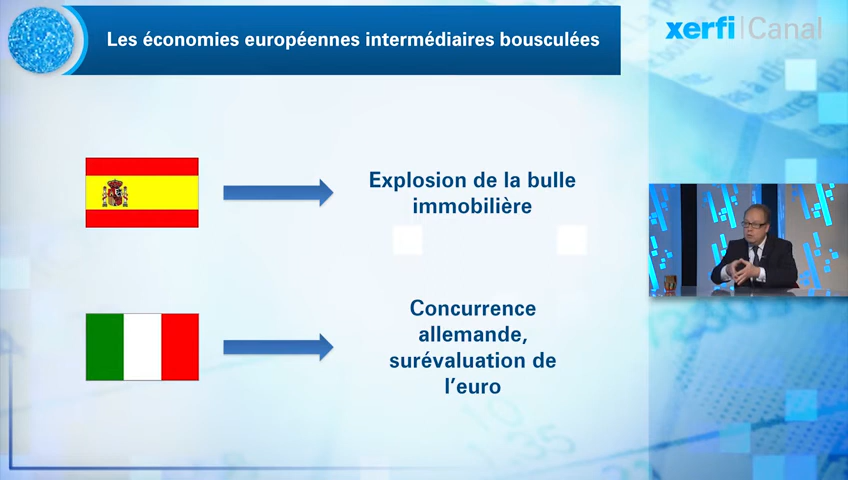 Les économies européennes intermédiaires bousculées
xerfi Canal
Explosion de la bulle
immobilière
Concurrence
allemande,
surévaluation de
l'euro